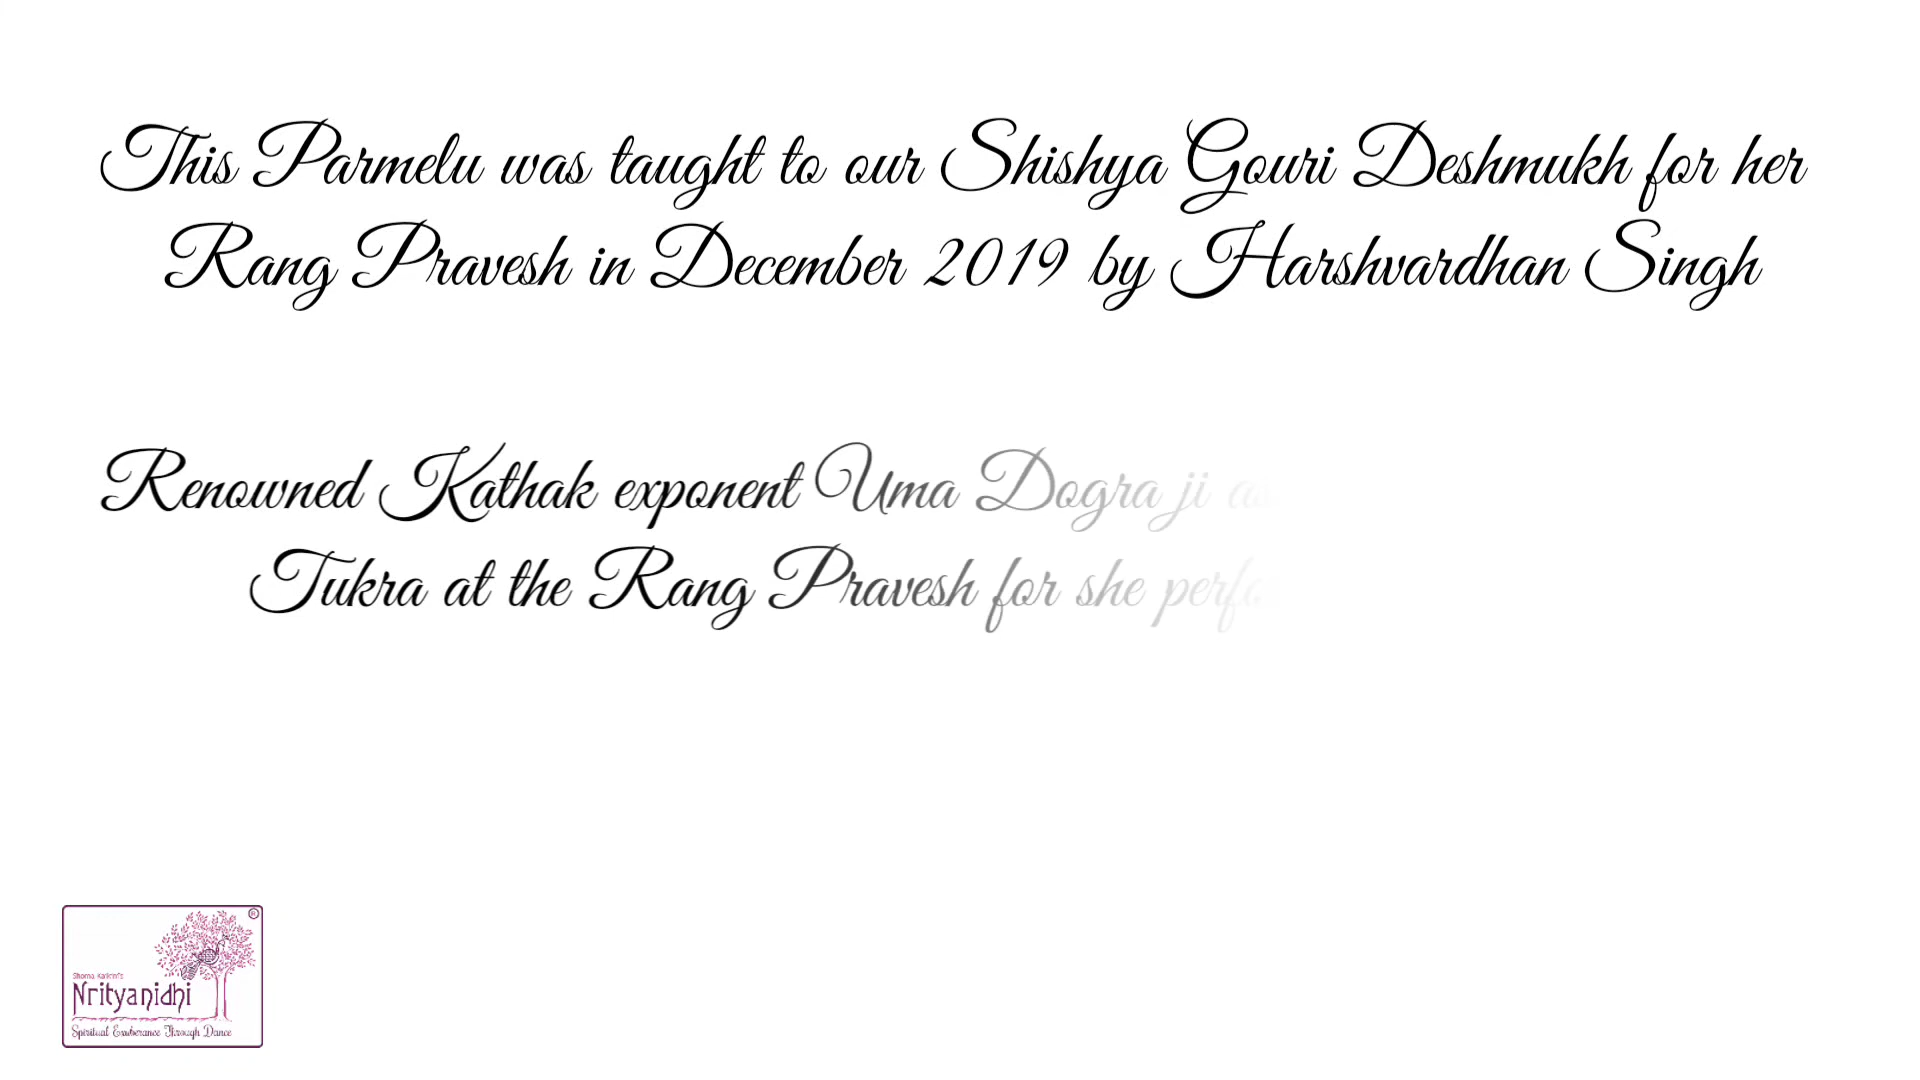 This Parmelu was taught to our Shishya Gouri Deshmukh for her
Rang Pravesh in December 2019 by Harshvardhan Singh
Renowned Kathak exponent Uma Dogra ji
Tukra at the Rang Pravesh for she
Nrityanidhi
Spiritual Exuberance Through Dance